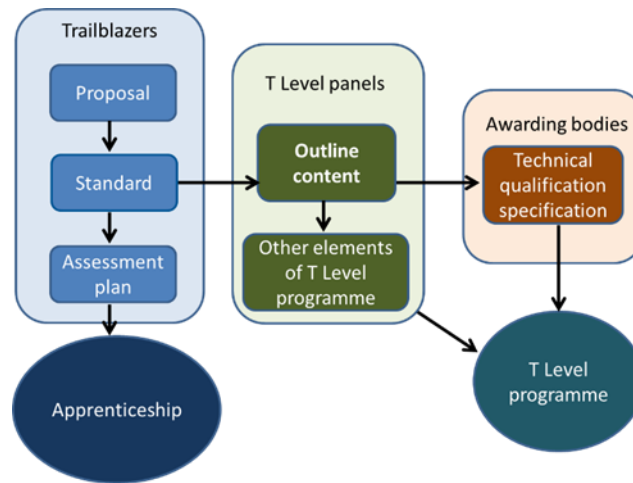 Trailblazers
Proposal
Standard
Assessment
plan
Apprenticeship
T Level panels
Outline
content
Other elements
of T Level
programme
Awarding bodies
Technical
qualification
specification
T Level
programme